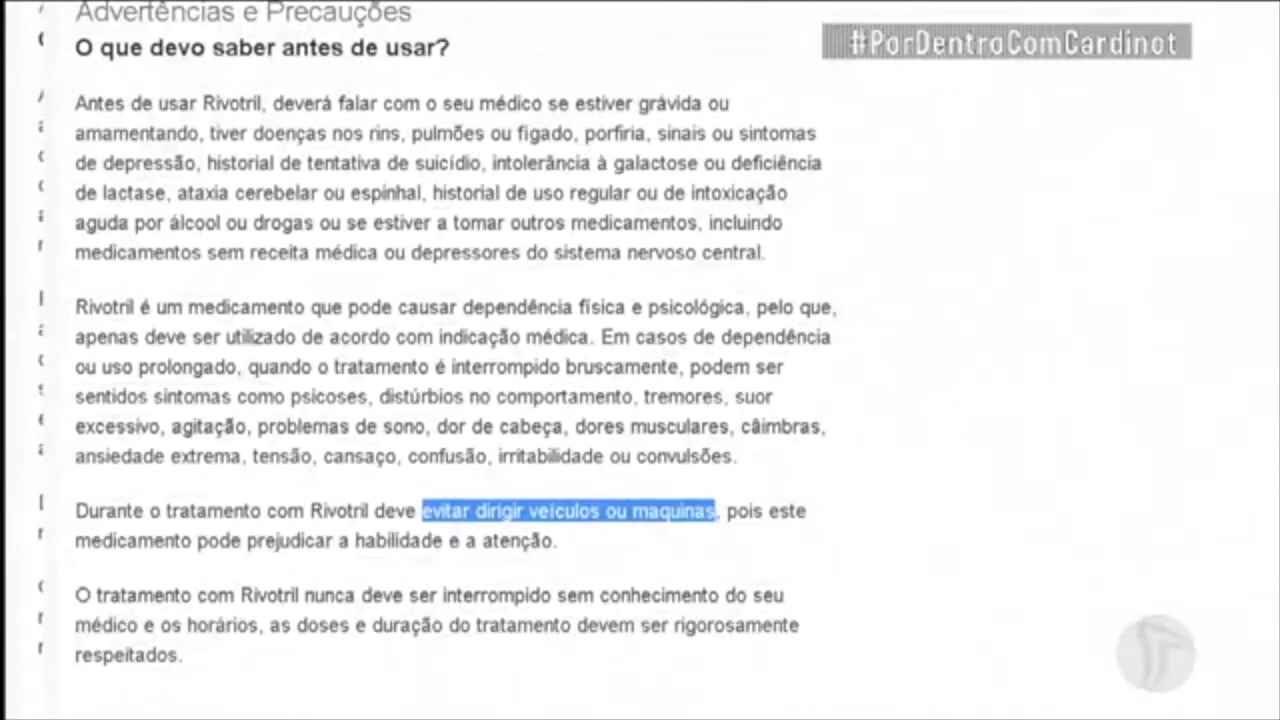 Advertências e Precauções
O que devo saber antes de usar?
#PorDentroComCardinot
Antes de usar Rivotril, deverá falar com o seu médico se estiver grávida ou
amamentando, tiver doenças nos rins, pulmões ou fígado, porfiria, sinais ou sintomas
de depressão, historial de tentativa de suicídio, intolerância à galactose ou deficiência
de lactase, ataxia cerebelar ou espinhal, historial de uso regular ou de intoxicação
aguda por álcool ou drogas ou se estiver a tomar outros medicamentos, incluindo
medicamentos sem receita médica ou depressores do sistema nervoso central.
Rivotril é um medicamento que pode causar dependência física e psicológica, pelo que,
apenas deve ser utilizado de acordo com indicação médica. Em casos de dependência
ou uso prolongado, quando o tratamento é interrompido bruscamente, podem ser
sentidos sintomas como psicoses, distúrbios no comportamento, tremores, suor
excessivo, agitação, problemas de sono, dor de cabeça, dores musculares, câimbras,
ansiedade extrema, tensão, cansaço, confusão, irritabilidade ou convulsões.
Durante o tratamento com Rivotril deve evitar dirigir veículos ou maquinas, pois este
medicamento pode prejudicar a habilidade e a atenção.
O tratamento com Rivotril nunca deve ser interrompido sem conhecimento do seu
médico e os horários, as doses e duração do tratamento devem ser rigorosamente
respeitados.